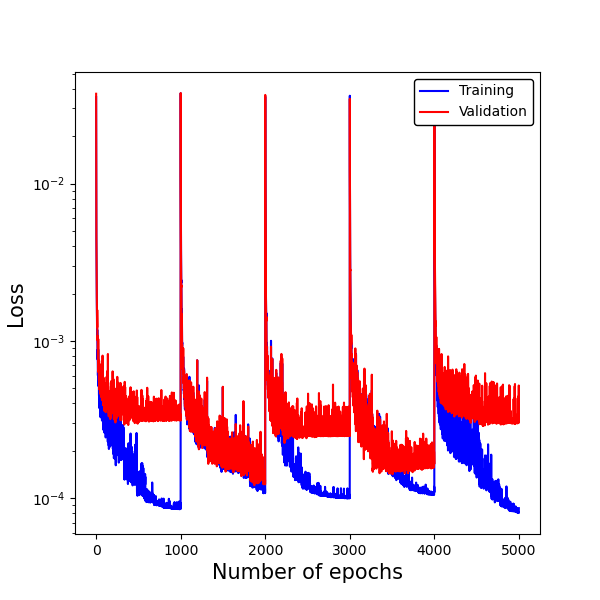 Training
Validation
10⁻²
10⁻³
10⁻⁴
Loss
0 1000 2000 3000 4000 5000
Number of epochs